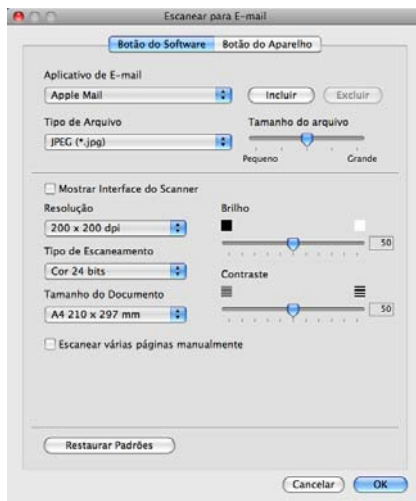 Escanear para E-mail
Botão do Software Botão do Aparelho
Aplicativo de E-mail
Apple Mail Incluir Excluir
Tipo de Arquivo Tamanho do arquivo
JPEG (*.jpg)
Pequeno Grande
Mostrar Interface do Scanner
Resolução Brilho
200 x 200 dpi
50
Tipo de Escaneamento
Cor 24 bits
Contraste
Tamanho do Documento
A4 210 x 297 mm
50
Escanear várias páginas manualmente
Restaurar Padrões
Cancelar OK